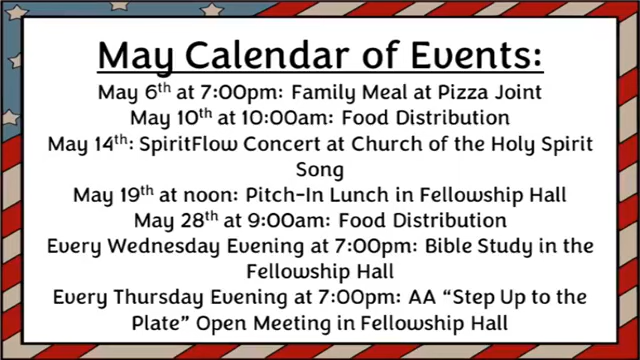 May Calendar of Events:
May 6th at 7:00pm: Family Meal at Pizza Joint
May 10th at 10:00am: Food Distribution
May 14th: SpiritFlow Concert at Church of the Holy Spirit
Song
May 19th at noon: Pitch-In Lunch in Fellowship Hall
May 28th at 9:00am: Food Distribution
Every Wednesday Evening at 7:00pm: Bible Study in the
Fellowship Hall
Every Thursday Evening at 7:00pm: AA “Step Up to the
Plate” Open Meeting in Fellowship Hall